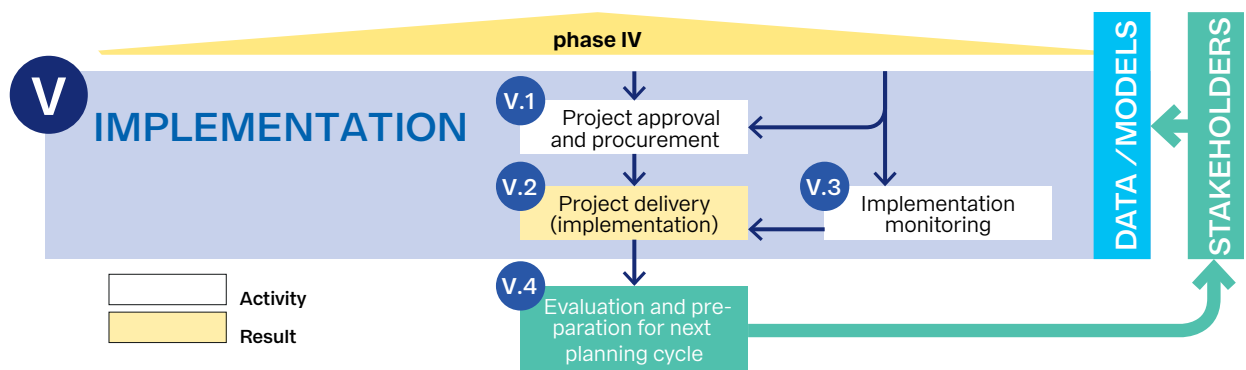 phase IV
V
IMPLEMENTATION
V.1
Project approval
and procurement
V.2
Project delivery
(implementation)
V.3
Implementation
monitoring
V.4
Evaluation and pre-
paration for next
planning cycle
DATA /MODELS
STAKEHOLDERS
Activity
Result